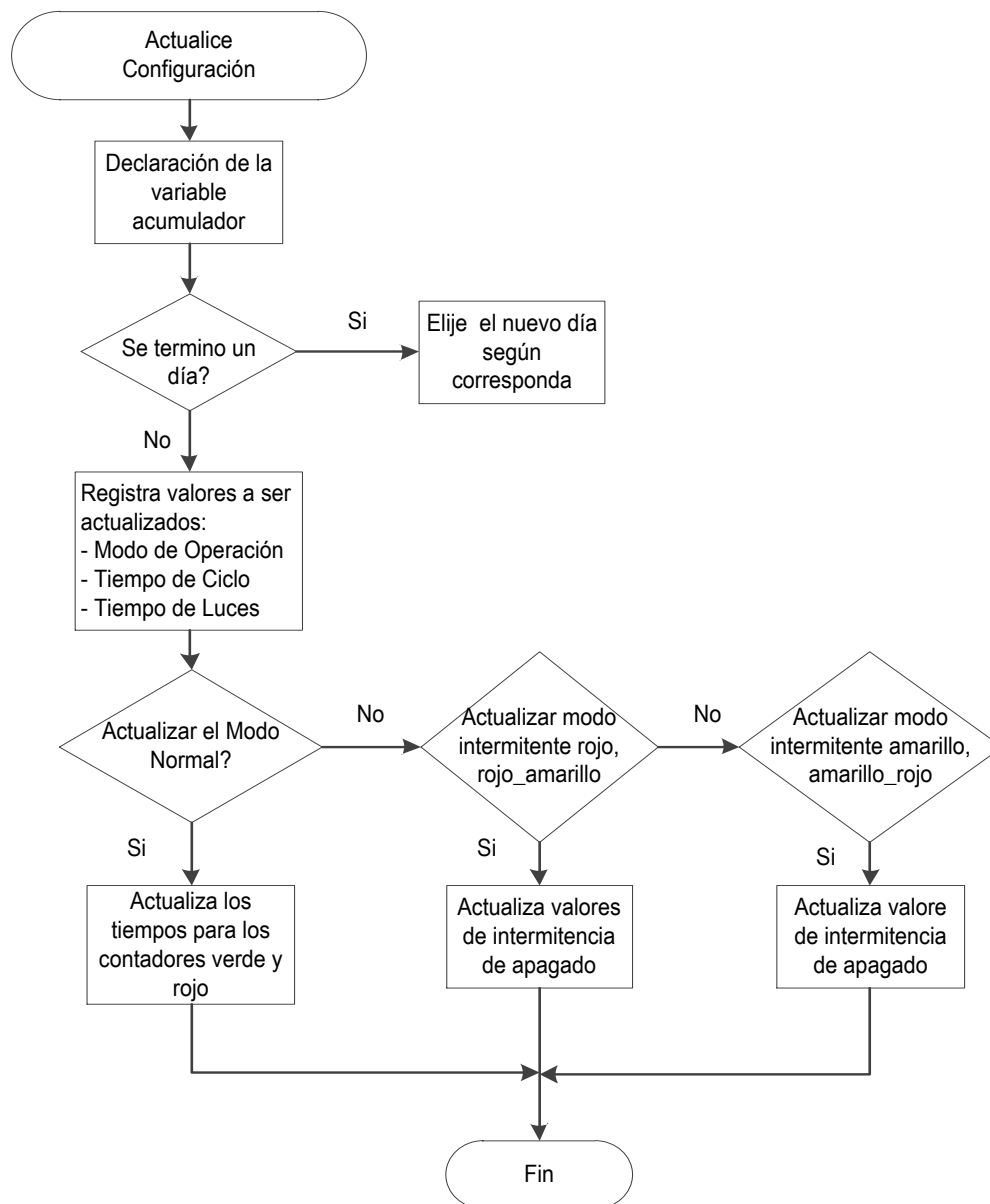 Actualice
Configuración
Declaración de la
variable
acumulador
Se termino un
día?
Si
Elije el nuevo día
según
corresponda
No
Registra valores a ser
actualizados:
- Modo de Operación
- Tiempo de Ciclo
- Tiempo de Luces
Actualizar el Modo
Normal?
No
Actualizar modo
intermitente rojo,
rojo_amarillo
No
Actualizar modo
intermitente amarillo,
amarillo_rojo
Si
Si
Si
Actualiza los
tiempos para los
contadores verde y
rojo
Actualiza valores
de intermitencia
de apagado
Actualiza valore
de intermitencia
de apagado
Fin